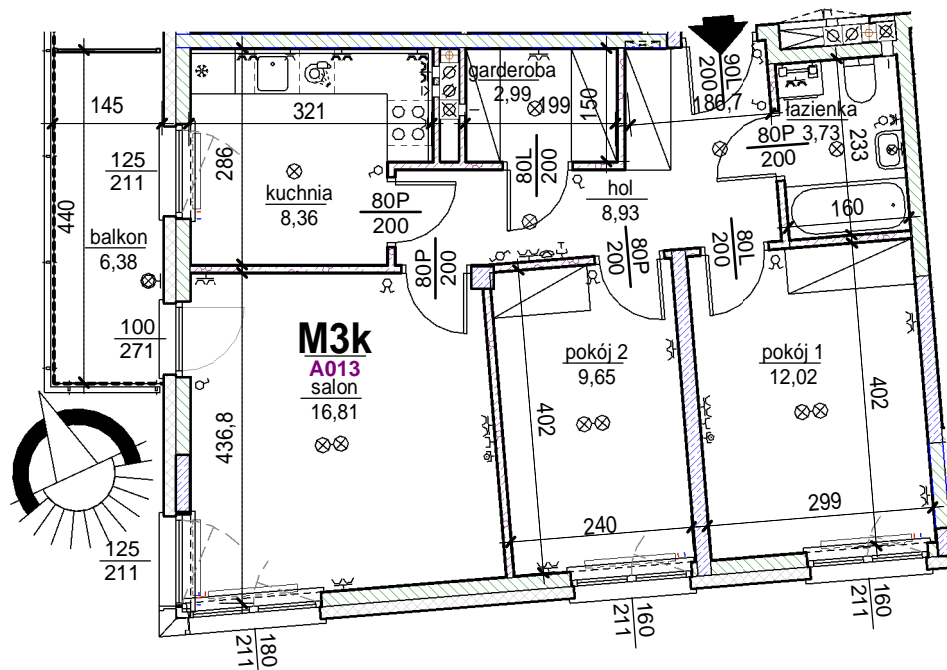 90L
200
186,7
garderoba
2,99
199
150
łazienka
3,73
80P
200
233
160
145
321
125
211
286
kuchnia
8,36
80P
200
80L
200
hol
8,93
440
balkon
6,38
80P
200
80P
200
80L
200
100
271
M3k
A013
salon
16,81
pokój 2
9,65
pokój 1
12,02
402
402
436,8
240
299
125
211
180
211
160
211
160
211